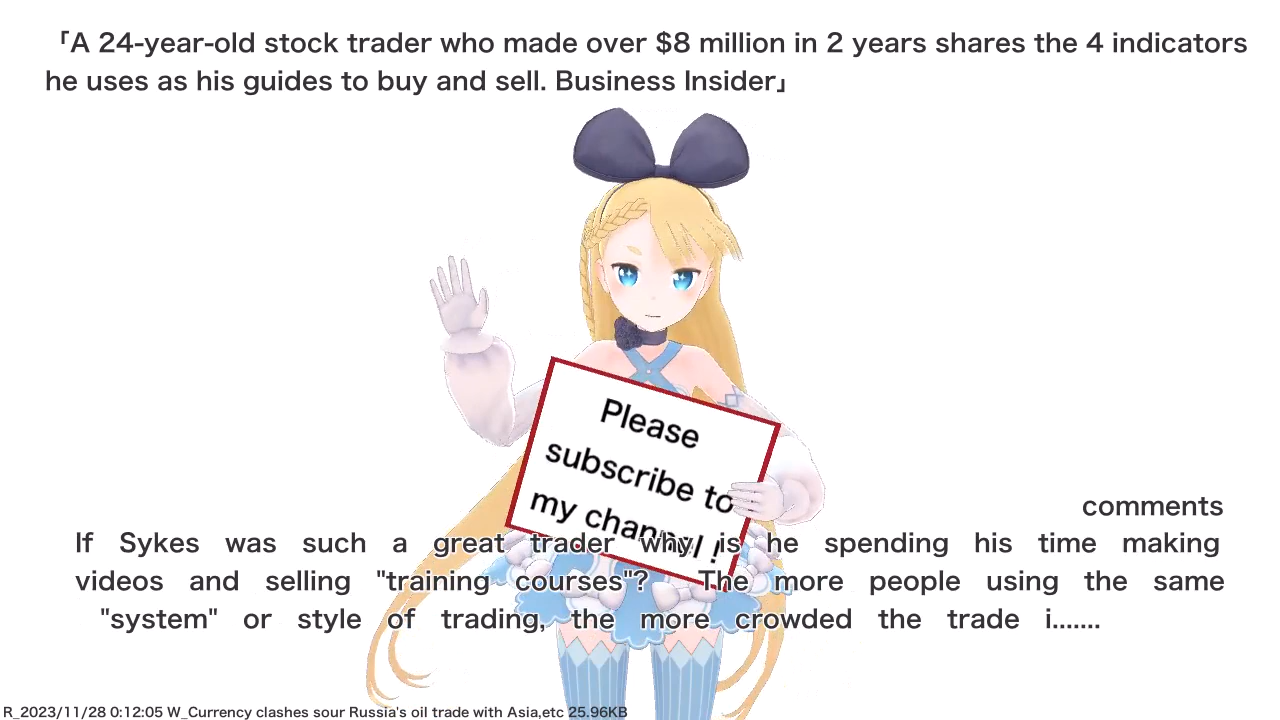 「A 24-year-old stock trader who made over $8 million in 2 years shares the 4 indicators
he uses as his guides to buy and sell. Business Insider」
Please
subscribe to
my channel !
comments
If Sykes was such a great trader why is he spending his time making
videos and selling "training courses"? The more people using the same
"system" or style of trading, the more crowded the trade i.......
R_2023/11/28 0:12:05 W_Currency clashes sour Russia's oil trade with Asia,etc 25.96KB